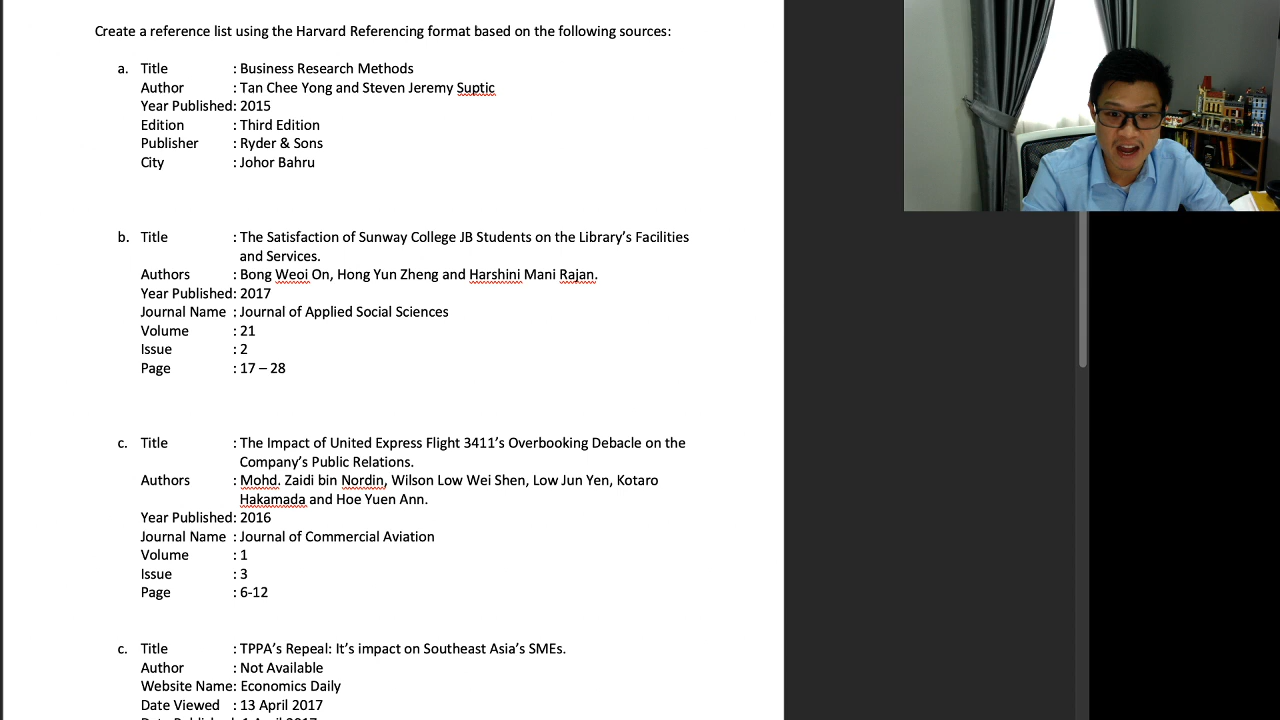 Create a reference list using the Harvard Referencing format based on the following sources:
a. Title : Business Research Methods
Author : Tan Chee Yong and Steven Jeremy Suptic
Year Published: 2015
Edition : Third Edition
Publisher : Ryder & Sons
City : Johor Bahru
b. Title : The Satisfaction of Sunway College JB Students on the Library’s Facilities
and Services.
Authors : Bong Weoi On, Hong Yun Zheng and Harshini Mani Rajan.
Year Published: 2017
Journal Name : Journal of Applied Social Sciences
Volume : 21
Issue : 2
Page : 17 – 28
c. Title : The Impact of United Express Flight 3411’s Overbooking Debacle on the
Company’s Public Relations.
Authors : Mohd. Zaidi bin Nordin, Wilson Low Wei Shen, Low Jun Yen, Kotaro
Hakamada and Hoe Yuen Ann.
Year Published: 2016
Journal Name : Journal of Commercial Aviation
Volume : 1
Issue : 3
Page : 6-12
c. Title : TPPA’s Repeal: It’s impact on Southeast Asia’s SMEs.
Author : Not Available
Website Name: Economics Daily
Date Viewed : 13 April 2017